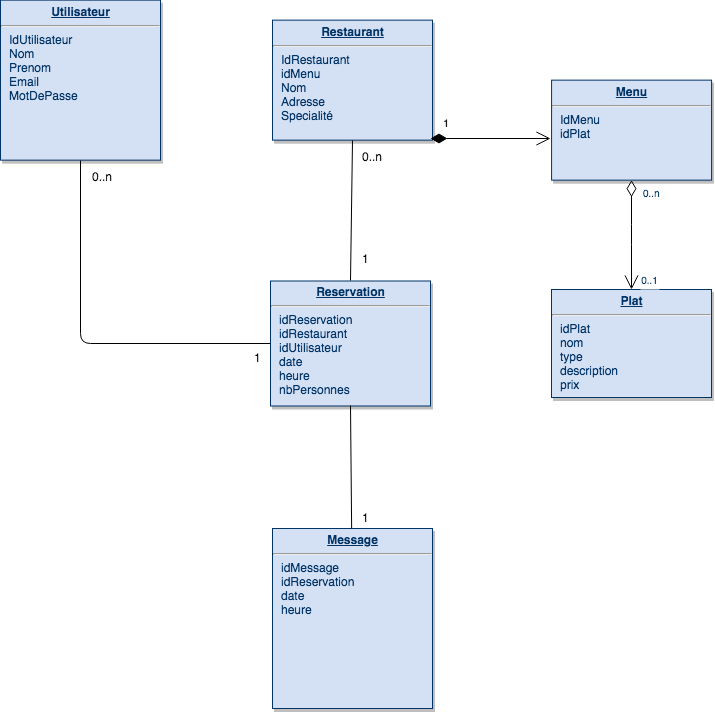 Utilisateur
IdUtilisateur
Nom
Prenom
Email
MotDePasse
0..n
Restaurant
IdRestaurant
idMenu
Nom
Adresse
Specialité
1
0..n
Menu
IdMenu
idPlat
0..n
0..1
Plat
idPlat
nom
type
description
prix
1
1
Reservation
idReservation
idRestaurant
idUtilisateur
date
heure
nbPersonnes
1
Message
idMessage
idReservation
date
heure